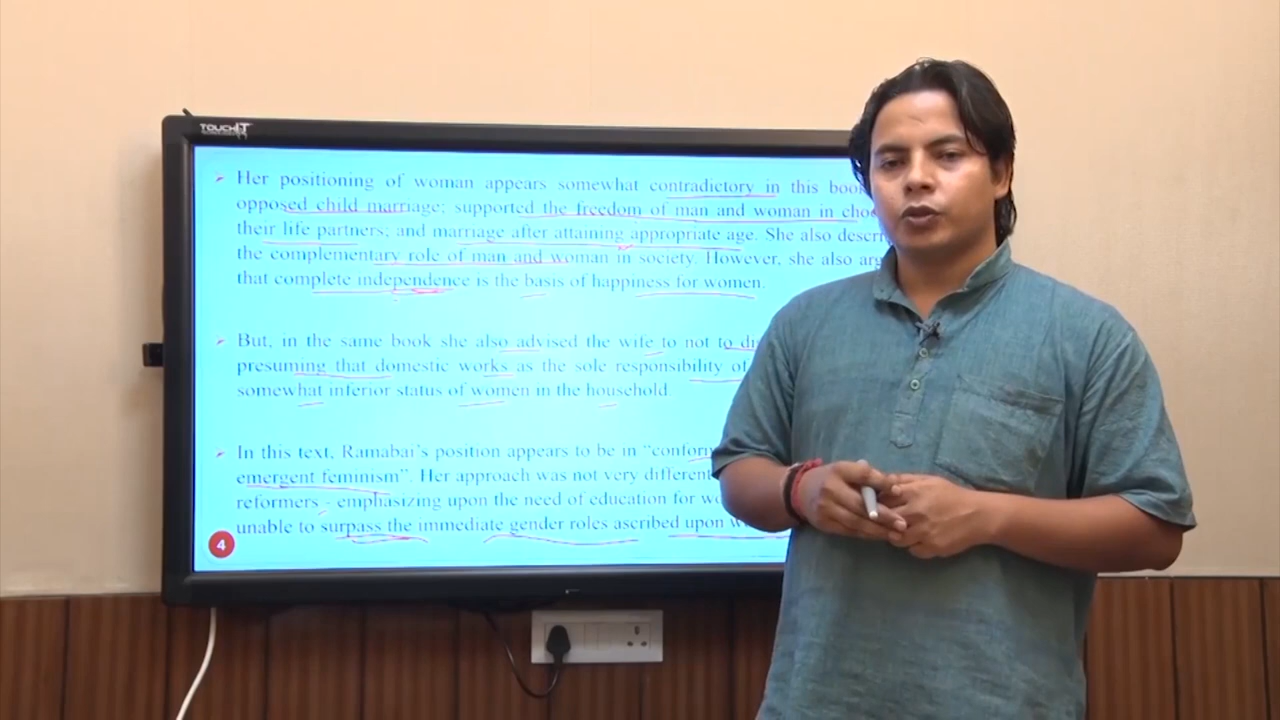 TOUCHIT
Her positioning of woman appears somewhat contradictory in this book
opposed child marriage; supported the freedom of man and woman in
their life partners; and marriage after attaining appropriate age. She also
the complementary role of man and woman in society. However, she also
that complete independence is the basis of happiness for women.
But, in the same book she also advised the wife to not to
presuming that domestic works as the sole responsibility of
somewhat inferior status of women in the household.
In this text, Ramabai's position appears to be in
emergent feminism". Her approach was not very different
reformers - emphasizing upon the need of education for
unable to surpass the immediate gender roles ascribed upon
4